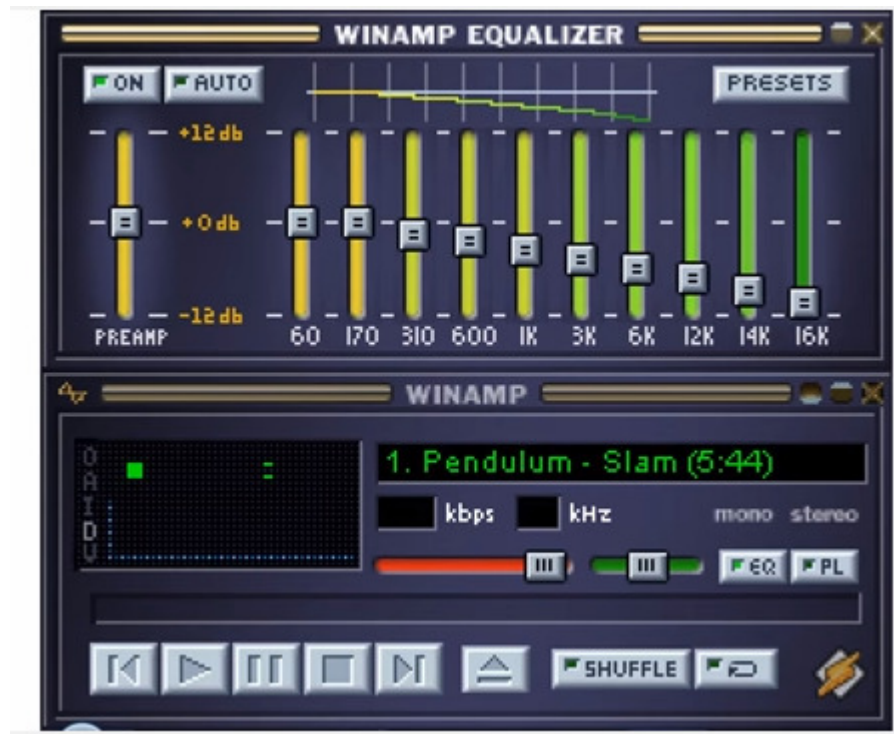 WINAMP EQUALIZER
ON AUTO PRESETS
+12 db
+0 db
-12 db
PREAMP 60 170 310 600 1K 3K 6K 12K 14K 16K
WINAMP
O
A
I
D
V
1. Pendulum - Slam (5:44)
kbps kHz mono stereo
EQ PL
SHUFFLE